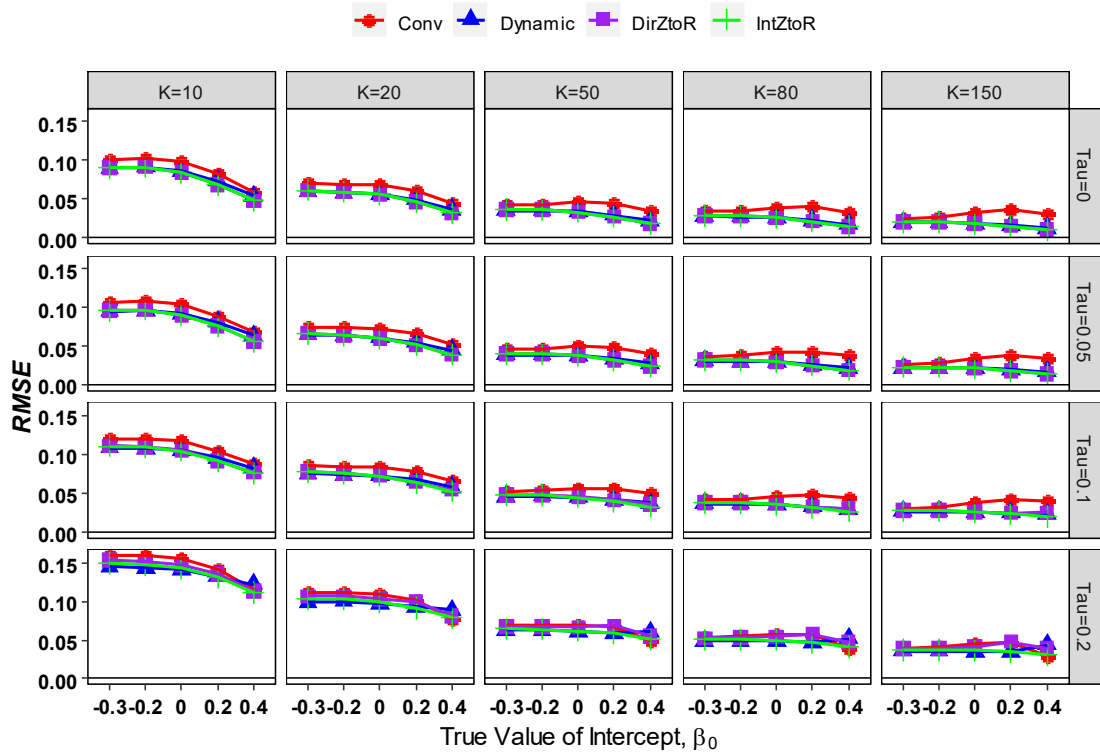 Conv Dynamic DirZtoR IntZtoR
K=10 K=20 K=50 K=80 K=150
0.15
0.10
0.05
0.00
Tau=0
0.15
0.10
0.05
0.00
Tau=0.05
0.15
0.10
0.05
0.00
Tau=0.1
0.15
0.10
0.05
0.00
Tau=0.2
RMSE
-0.3 -0.2 0 0.2 0.4 -0.3 -0.2 0 0.2 0.4 -0.3 -0.2 0 0.2 0.4 -0.3 -0.2 0 0.2 0.4 -0.3 -0.2 0 0.2 0.4
True Value of Intercept, β₀